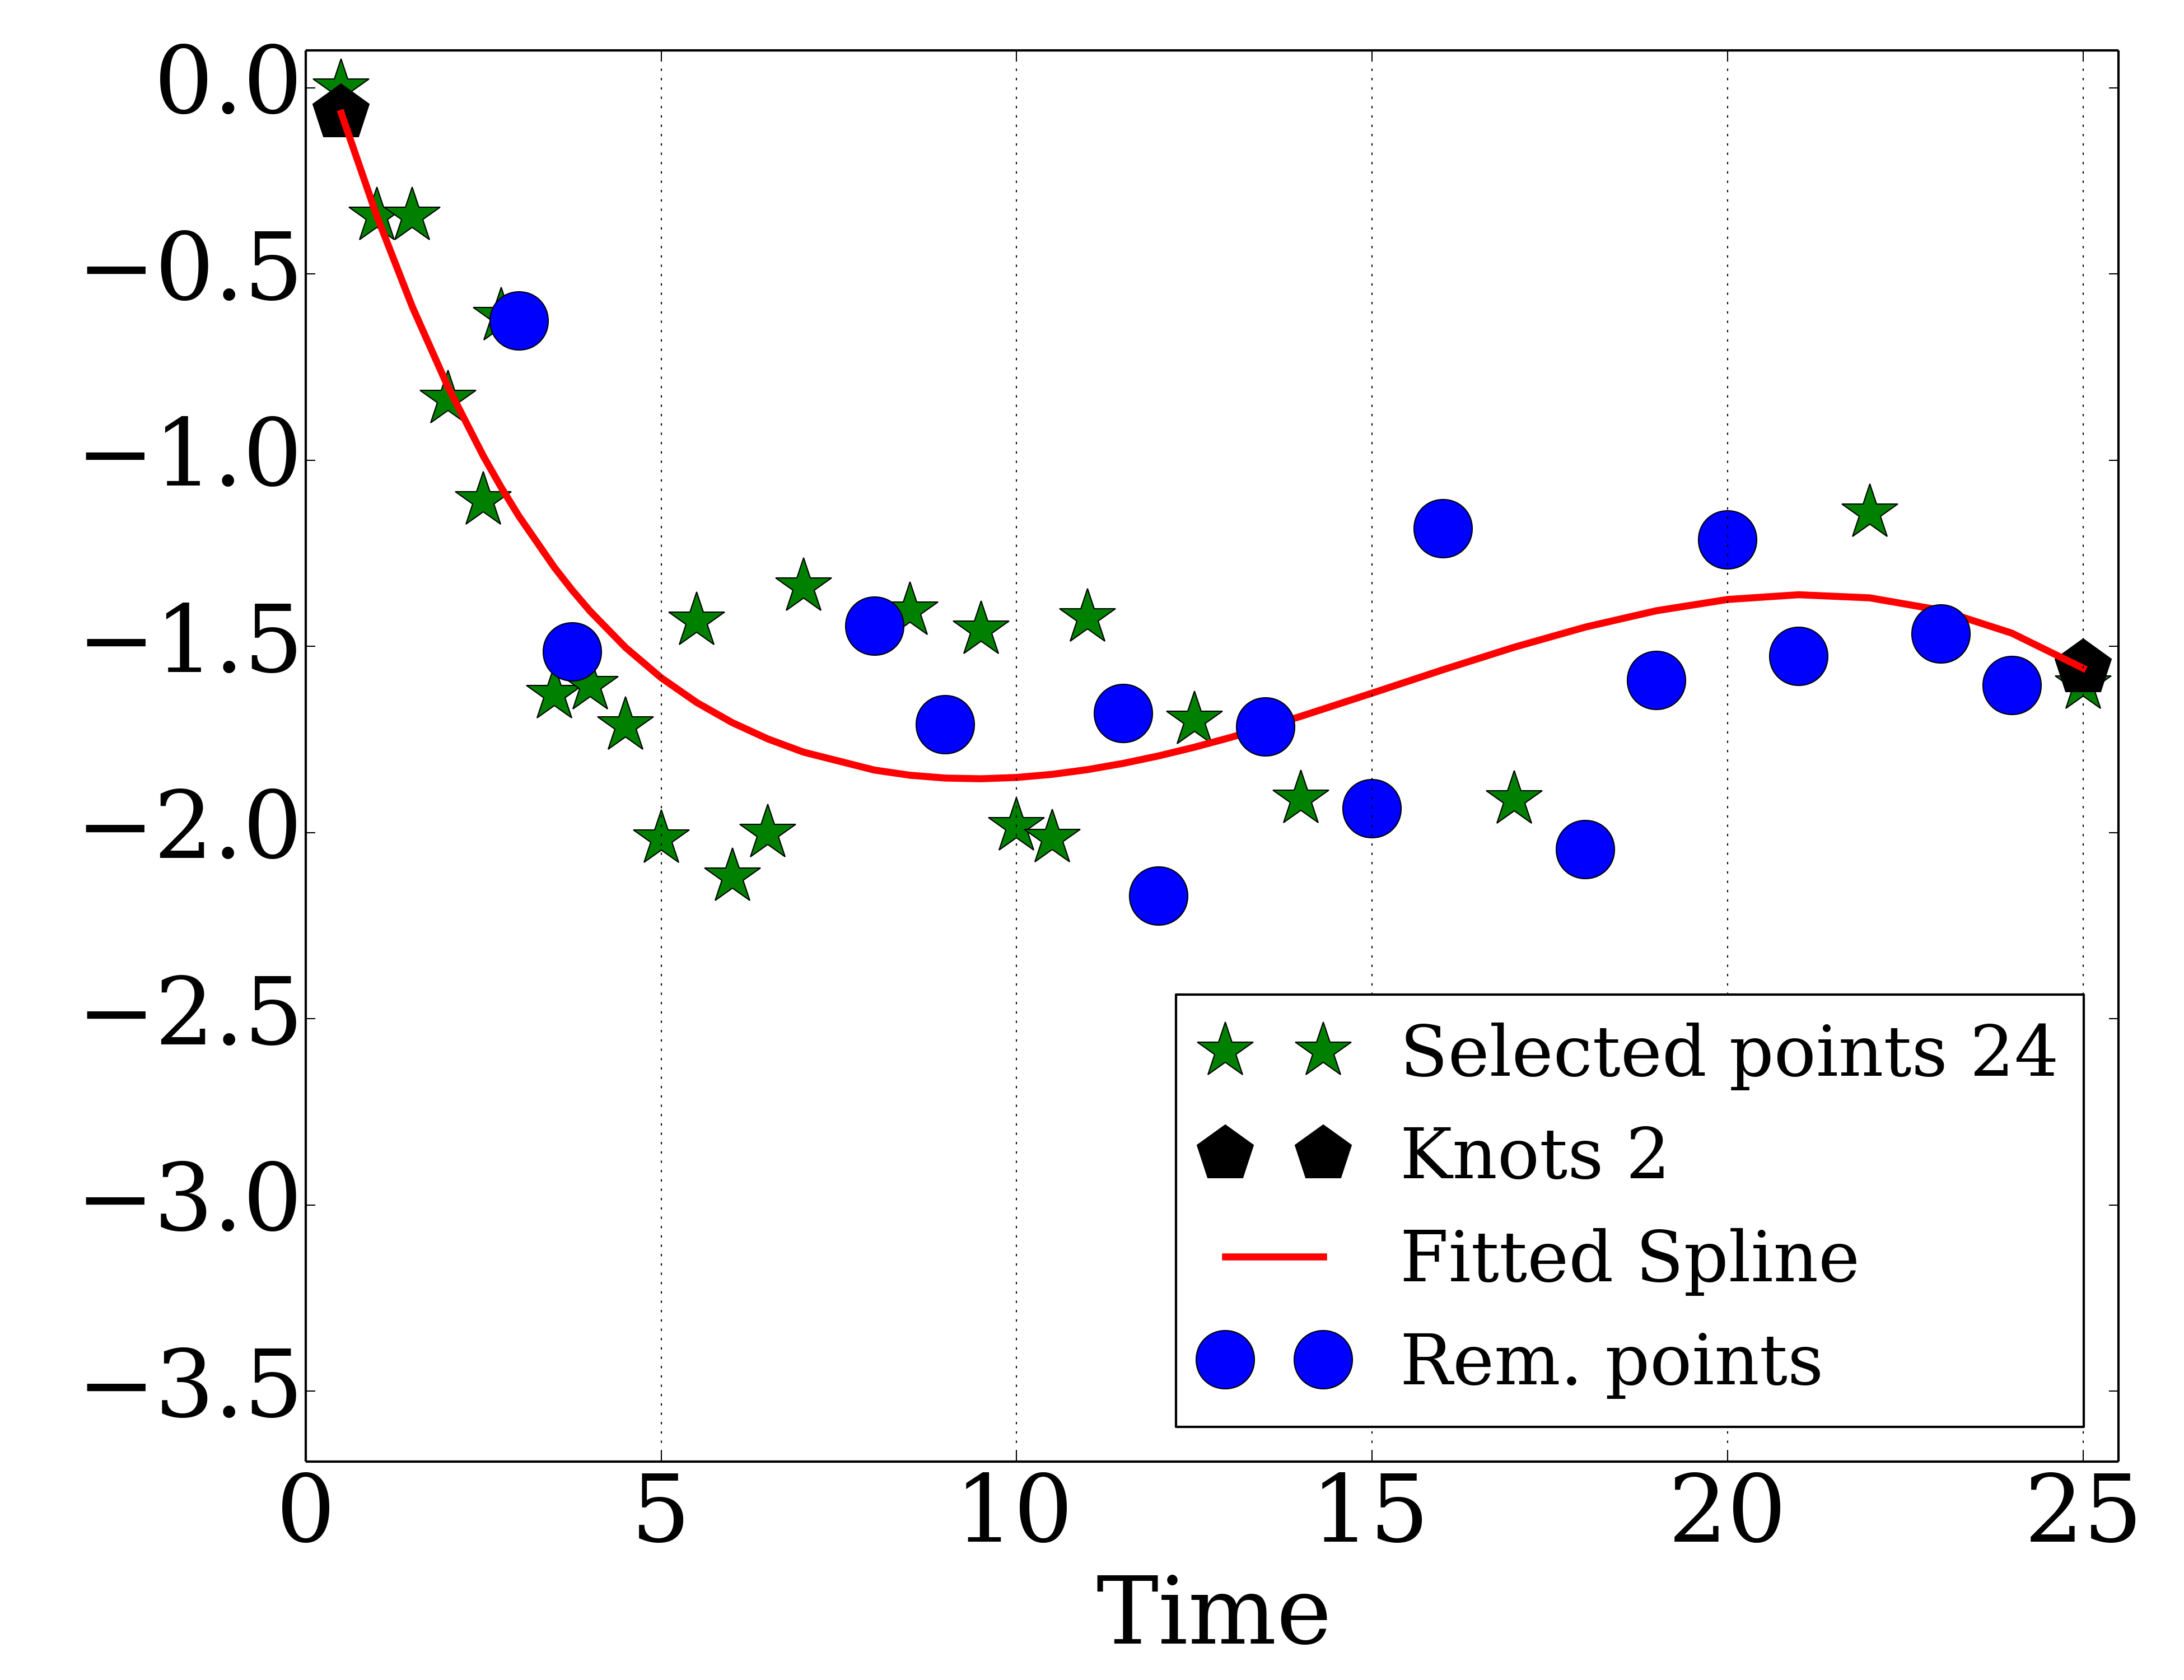 0.0
−0.5
−1.0
−1.5
−2.0
−2.5
−3.0
−3.5
Selected points 24
Knots 2
Fitted Spline
Rem. points
0 5 10 15 20 25
Time